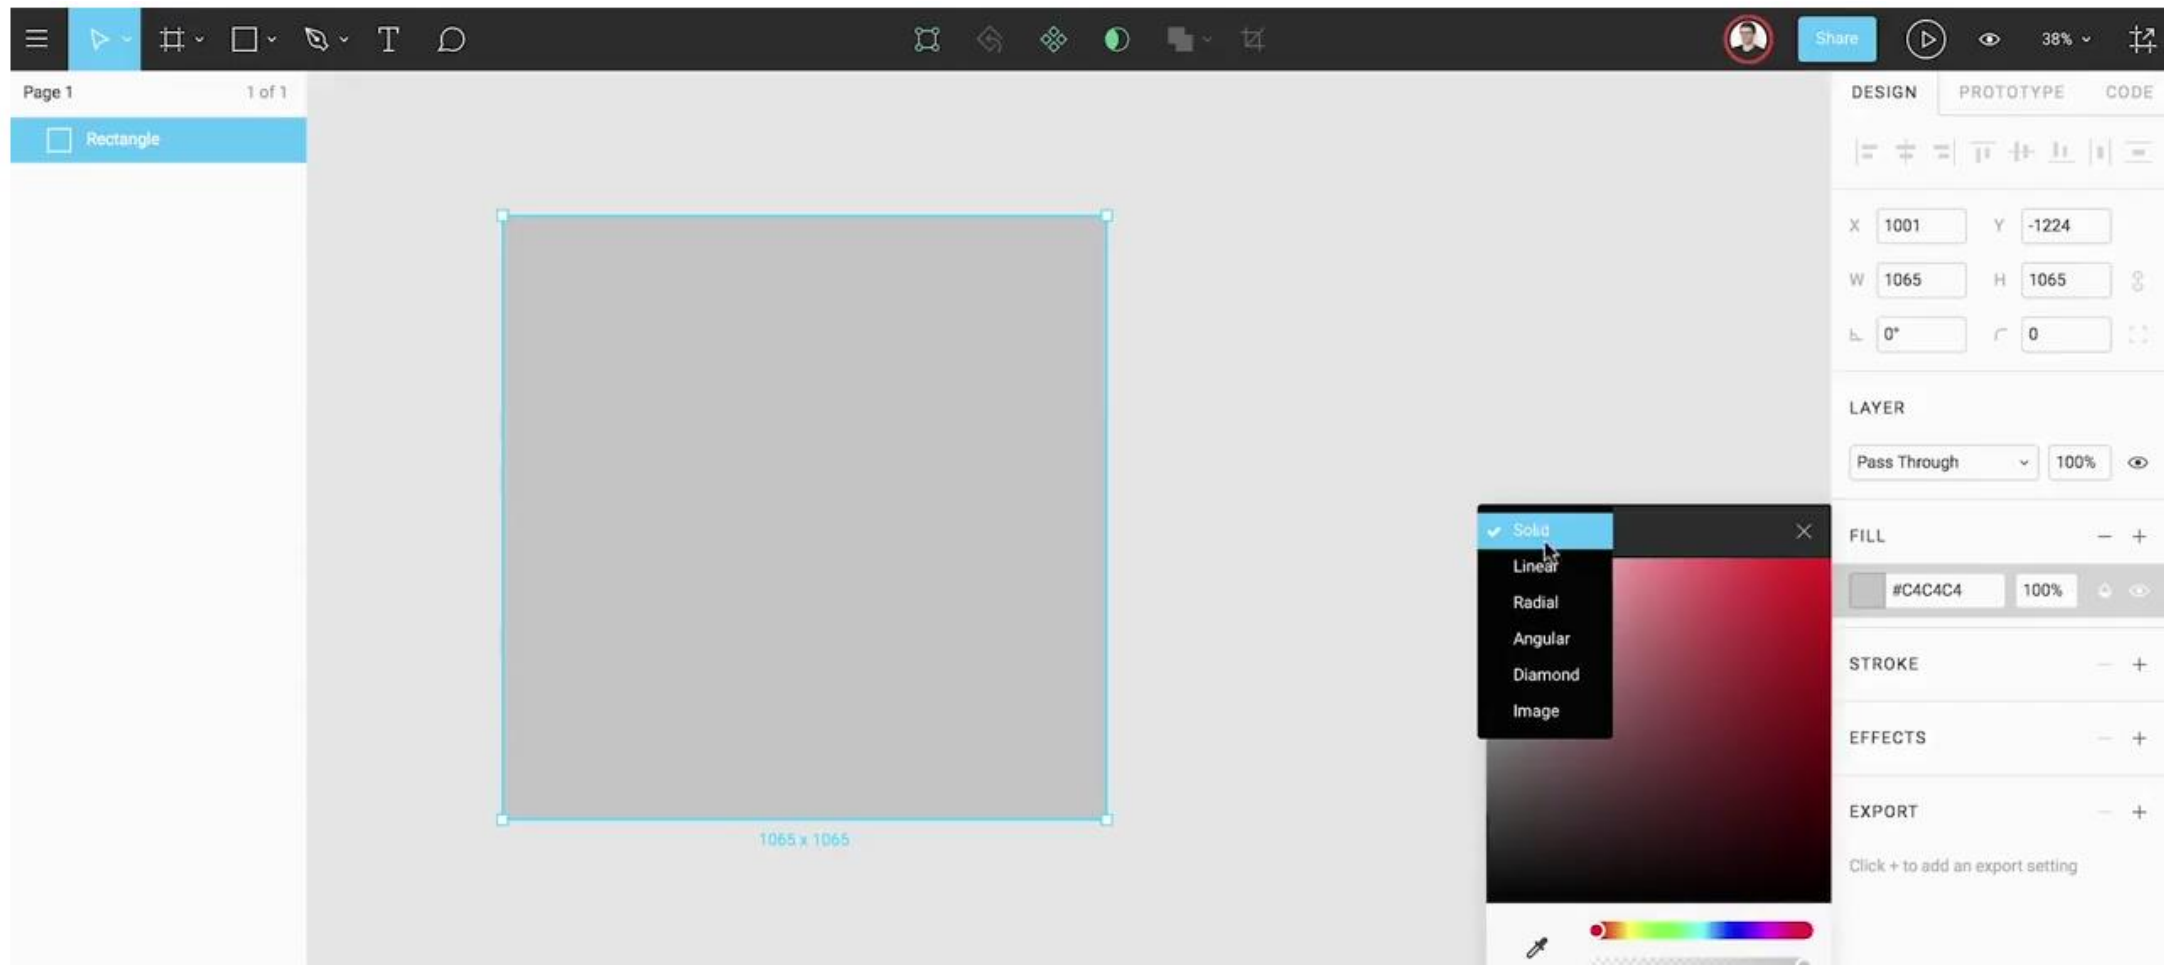 Share
38%
Page 1
1 of 1
DESIGN
PROTOTYPE
CODE
Rectangle
X 1001
Y -1224
W 1065
H 1065
0°
0
LAYER
Pass Through
100%
Solid
Linear
Radial
Angular
Diamond
Image
FILL
#C4C4C4
100%
STROKE
EFFECTS
EXPORT
Click + to add an export setting
1065 x 1065